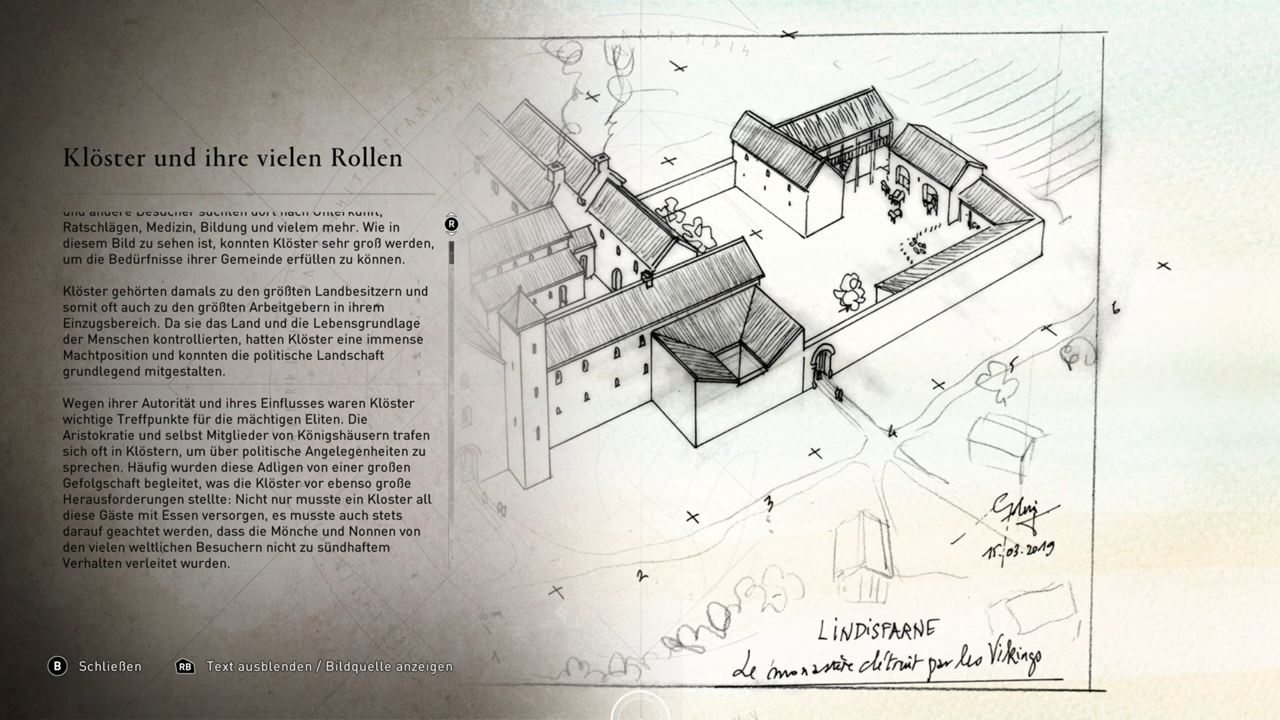 Klöster und ihre vielen Rollen
und andere Besucher suchten dort nach Unterkunft,
Ratschlägen, Medizin, Bildung und vielem mehr. Wie in
diesem Bild zu sehen ist, konnten Klöster sehr groß werden,
um die Bedürfnisse ihrer Gemeinde erfüllen zu können.
Klöster gehörten damals zu den größten Landbesitzern und
somit oft auch zu den größten Arbeitgebern in ihrem
Einzugsbereich. Da sie das Land und die Lebensgrundlage
der Menschen kontrollierten, hatten Klöster eine immense
Machtposition und konnten die politische Landschaft
grundlegend mitgestalten.
Wegen ihrer Autorität und ihres Einflusses waren Klöster
wichtige Treffpunkte für die mächtigen Eliten. Die
Aristokratie und selbst Mitglieder von Königshäusern trafen
sich oft in Klöstern, um über politische Angelegenheiten zu
sprechen. Häufig wurden diese Adligen von einer großen
Gefolgschaft begleitet, was die Klöster vor ebenso große
Herausforderungen stellte: Nicht nur musste ein Kloster all
diese Gäste mit Essen versorgen, es musste auch stets
darauf geachtet werden, dass die Mönche und Nonnen von
den vielen weltlichen Besuchern nicht zu sündhaftem
Verhalten verleitet wurden.
R
B Schließen
RB Text ausblenden / Bildquelle anzeigen
6
5
4
3
2
15.03.2019
LINDISFARNE
Le monastère détruit par les Vikings